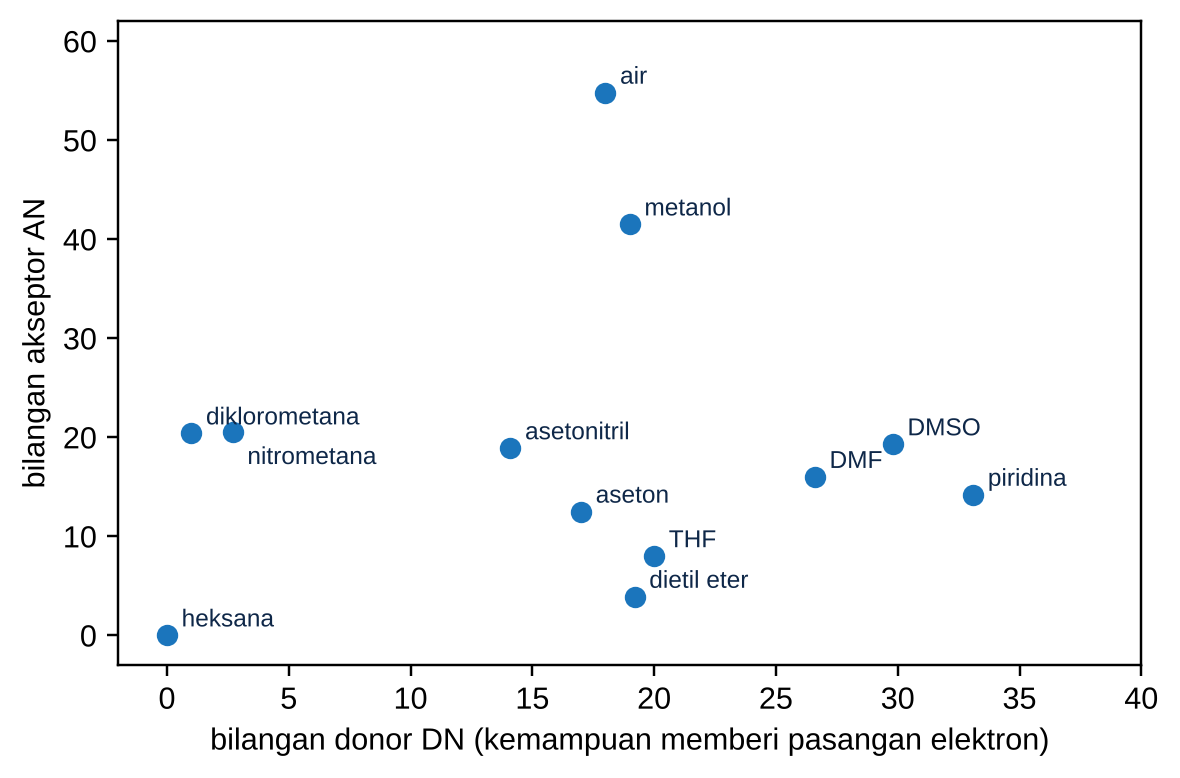 60
50
40
30
20
10
0
bilangan akseptor AN
air
metanol
diklorometana
nitrometana
asetonitril
DMSO
DMF
piridina
aseton
THF
dietil eter
heksana
0 5 10 15 20 25 30 35 40
bilangan donor DN (kemampuan memberi pasangan elektron)